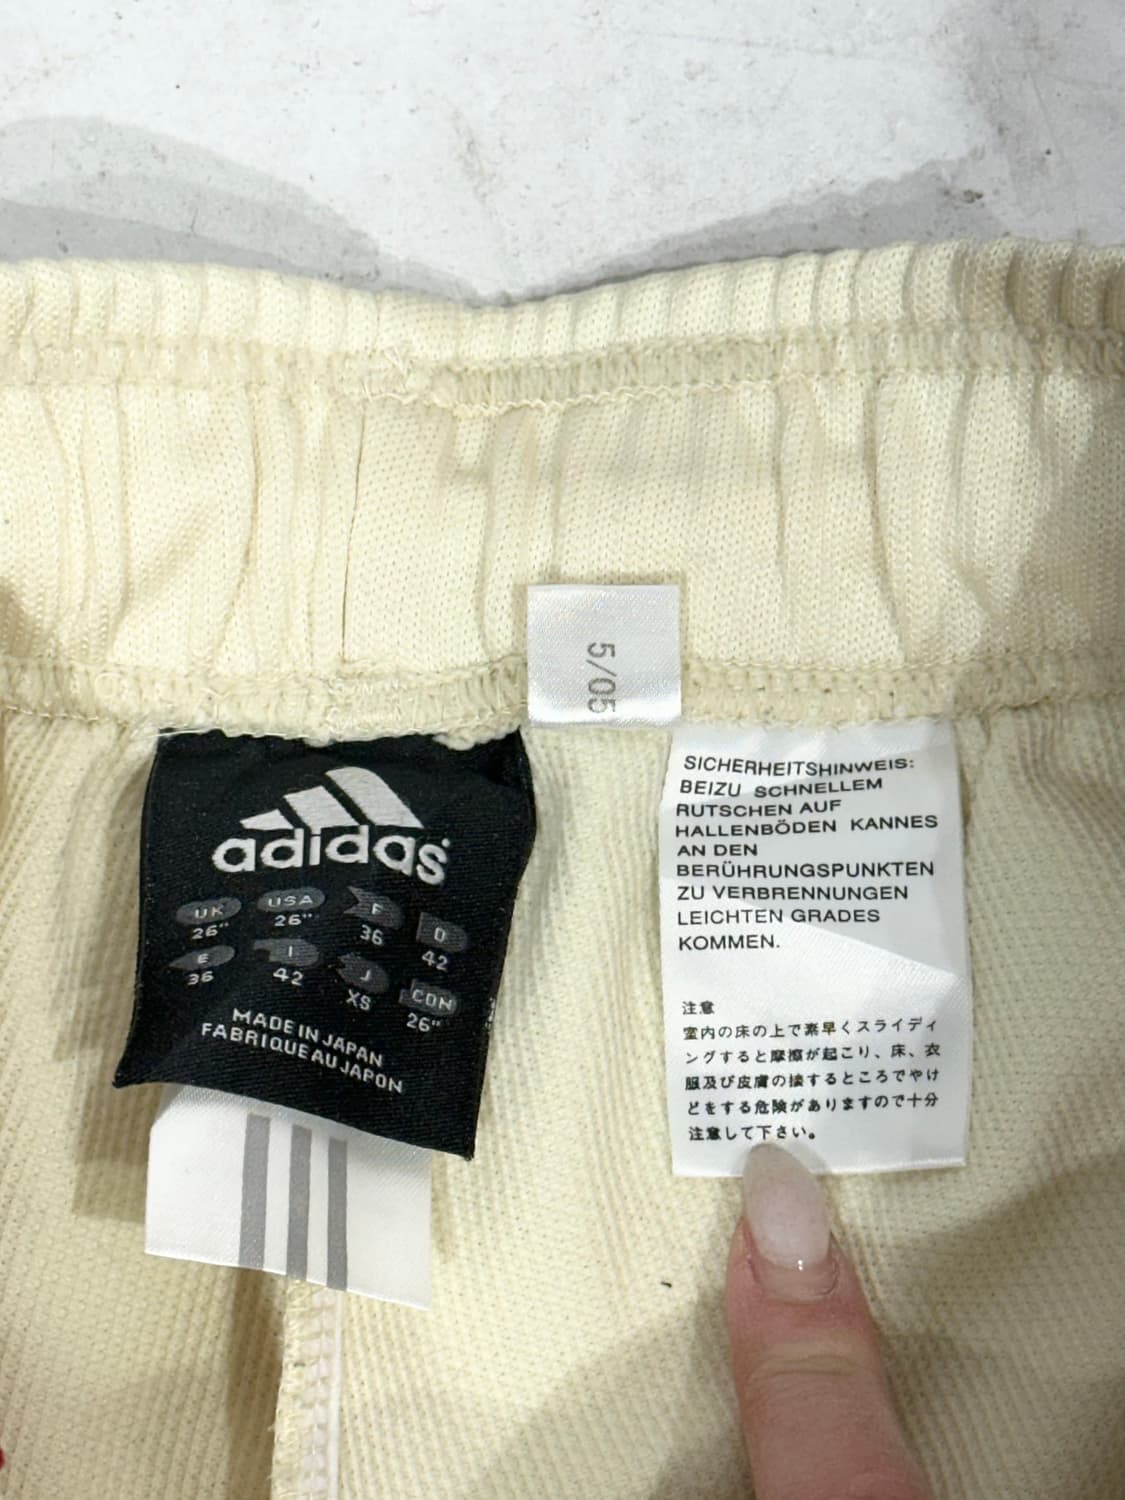 5/05
adidas
UK USA F D
26" 26" 36 42
E I J CDN
36 42 XS 26"
MADE IN JAPAN
FABRIQUE AU JAPON
SICHERHEITSHINWEIS:
BEIZU SCHNELLEM
RUTSCHEN AUF
HALLENBÖDEN KANNES
AN DEN
BERÜHRUNGSPUNKTEN
ZU VERBRENNUNGEN
LEICHTEN GRADES
KOMMEN.
注意
室内の床の上で素早くスライディ
ングすると摩擦が起こり、床、衣
服及び皮膚の接するところでやけ
どをする危険がありますので十分
注意して下さい。